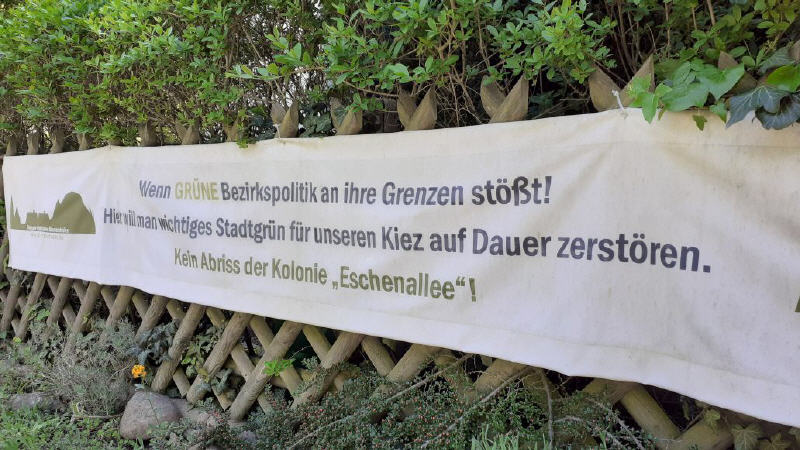 Wenn GRÜNE Bezirkspolitik an ihre Grenzen stößt!
Hier will man wichtiges Stadtgrün für unseren Kiez auf Dauer zerstören.
Kein Abriss der Kolonie „Eschenallee“!